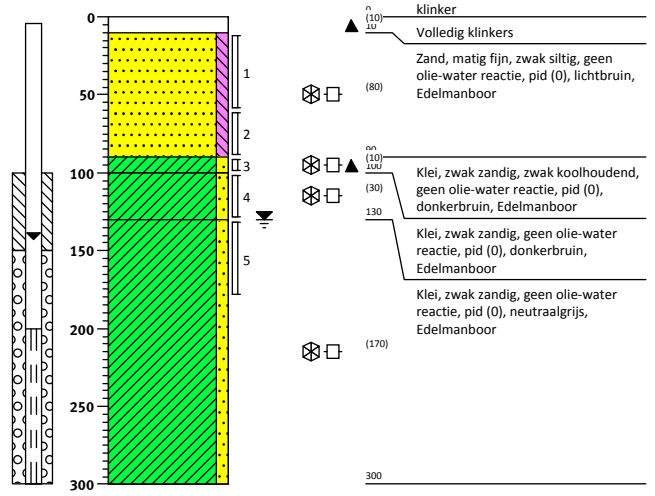 0
50
100
150
200
250
300
1
2
3
4
5
0
klinker
(10)
10
Volledig klinkers
Zand, matig fijn, zwak siltig, geen
olie-water reactie, pid (0), lichtbruin,
Edelmanboor
(80)
90
(10)
100
Klei, zwak zandig, zwak koolhoudend,
geen olie-water reactie, pid (0),
donkerbruin, Edelmanboor
(30)
130
Klei, zwak zandig, geen olie-water
reactie, pid (0), donkerbruin,
Edelmanboor
Klei, zwak zandig, geen olie-water
reactie, pid (0), neutraalgrijs,
Edelmanboor
(170)
300